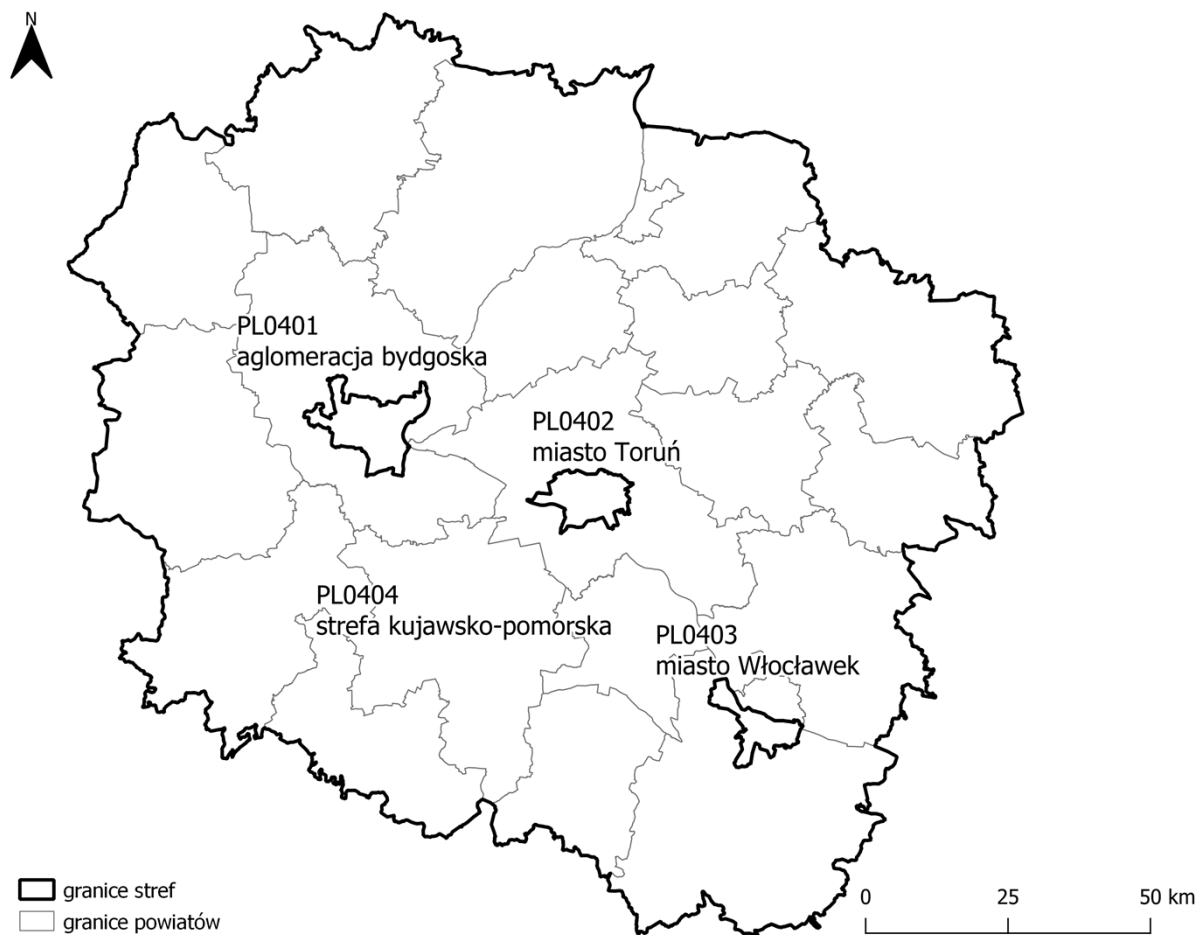 N
PL0401
aglomeracja bydgoska
PL0402
miasto Toruń
PL0404
strefa kujawsko-pomorska
PL0403
miasto Włocławek
granice stref
granice powiatów
0 25 50 km